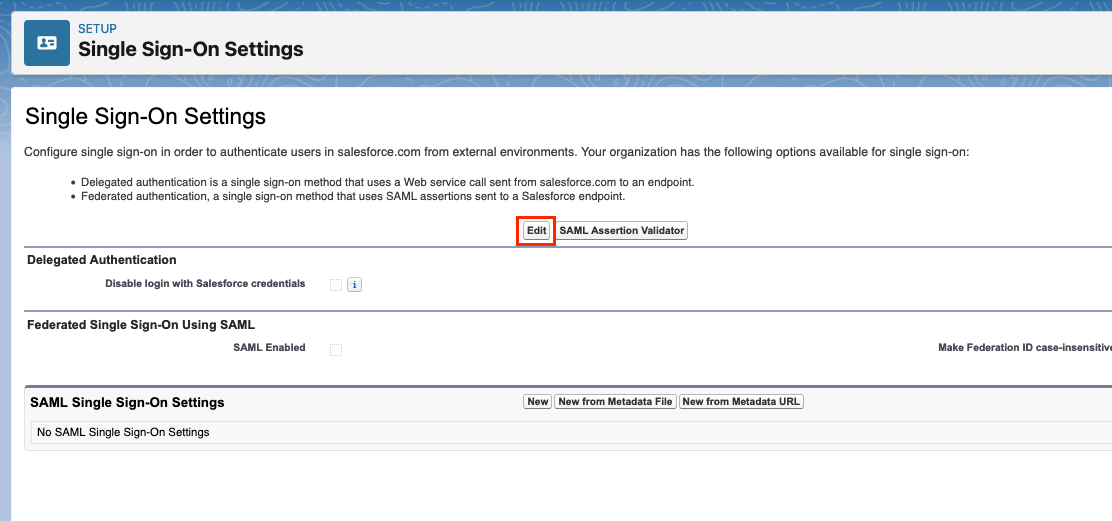 SETUP
Single Sign-On Settings
Single Sign-On Settings
Configure single sign-on in order to authenticate users in salesforce.com from external environments. Your organization has the following options available for single sign-on:
• Delegated authentication is a single sign-on method that uses a Web service call sent from salesforce.com to an endpoint.
• Federated authentication, a single sign-on method that uses SAML assertions sent to a Salesforce endpoint.
Edit SAML Assertion Validator
Delegated Authentication
Disable login with Salesforce credentials i
Federated Single Sign-On Using SAML
SAML Enabled Make Federation ID case-insensitive
SAML Single Sign-On Settings New New from Metadata File New from Metadata URL
No SAML Single Sign-On Settings